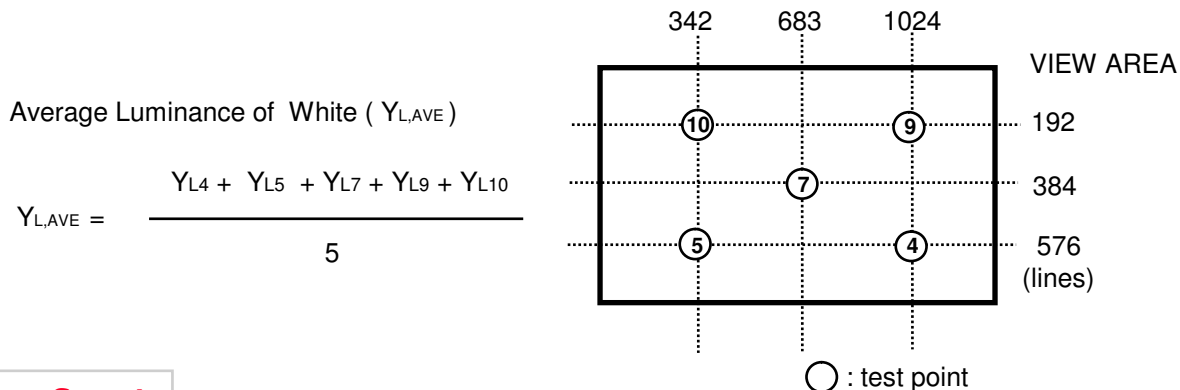 342 683 1024
VIEW AREA
Average Luminance of White ( YL,AVE )
10 9 192
YL4 + YL5 + YL7 + YL9 + YL10
7 384
YL,AVE =
5
5 4 576
(lines)
: test point